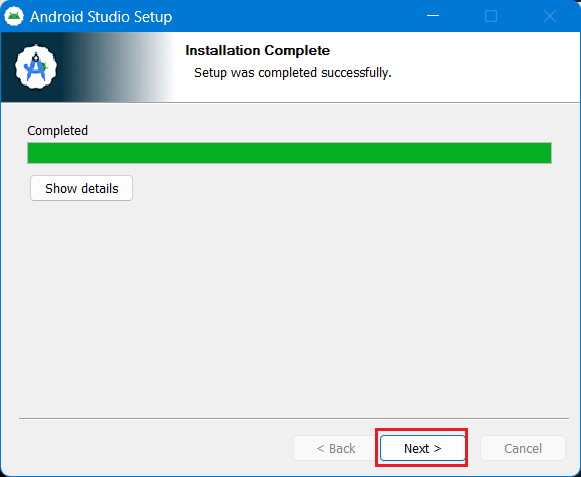 Android Studio Setup
Installation Complete
Setup was completed successfully.
Completed
Show details
< Back
Next >
Cancel